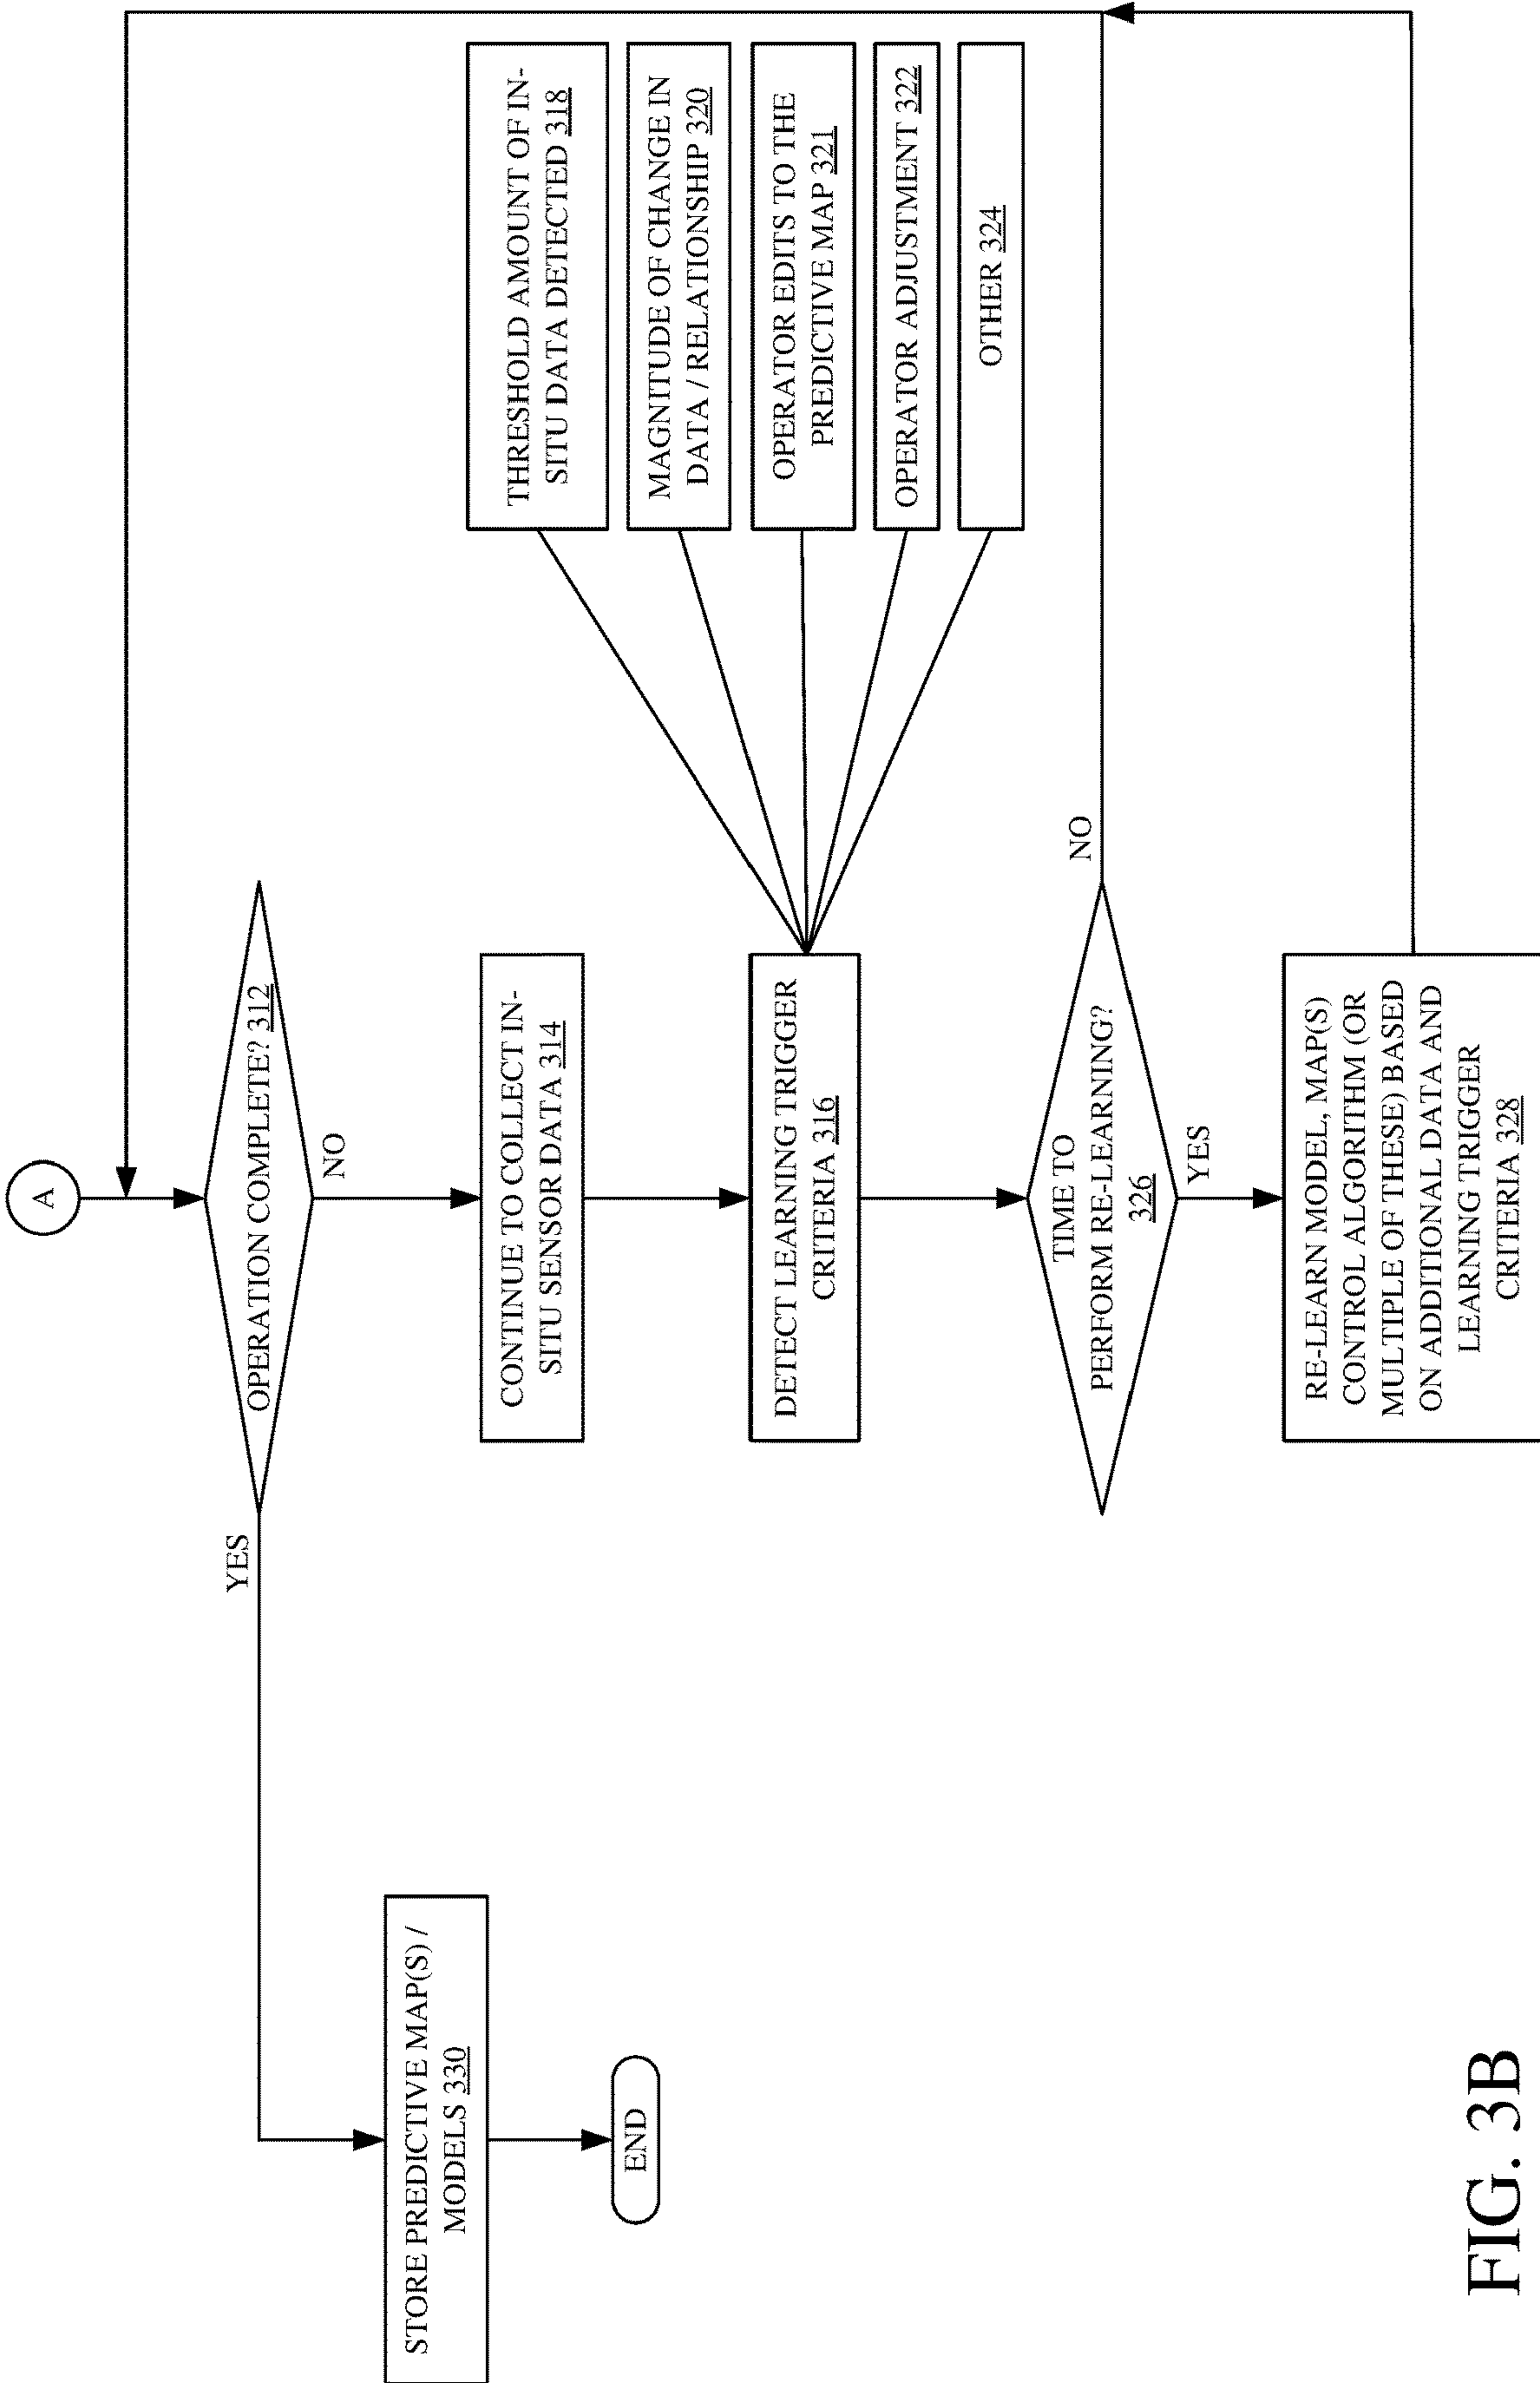 A
OPERATION COMPLETE? 312
YES
NO
STORE PREDICTIVE MAP(S) /
MODELS 330
END
CONTINUE TO COLLECT IN-
SITU SENSOR DATA 314
DETECT LEARNING TRIGGER
CRITERIA 316
THRESHOLD AMOUNT OF IN-
SITU DATA DETECTED 318
MAGNITUDE OF CHANGE IN
DATA / RELATIONSHIP 320
OPERATOR EDITS TO THE
PREDICTIVE MAP 321
OPERATOR ADJUSTMENT 322
OTHER 324
TIME TO
PERFORM RE-LEARNING?
326
NO
YES
RE-LEARN MODEL, MAP(S)
CONTROL ALGORITHM (OR
MULTIPLE OF THESE) BASED
ON ADDITIONAL DATA AND
LEARNING TRIGGER
CRITERIA 328
FIG. 3B